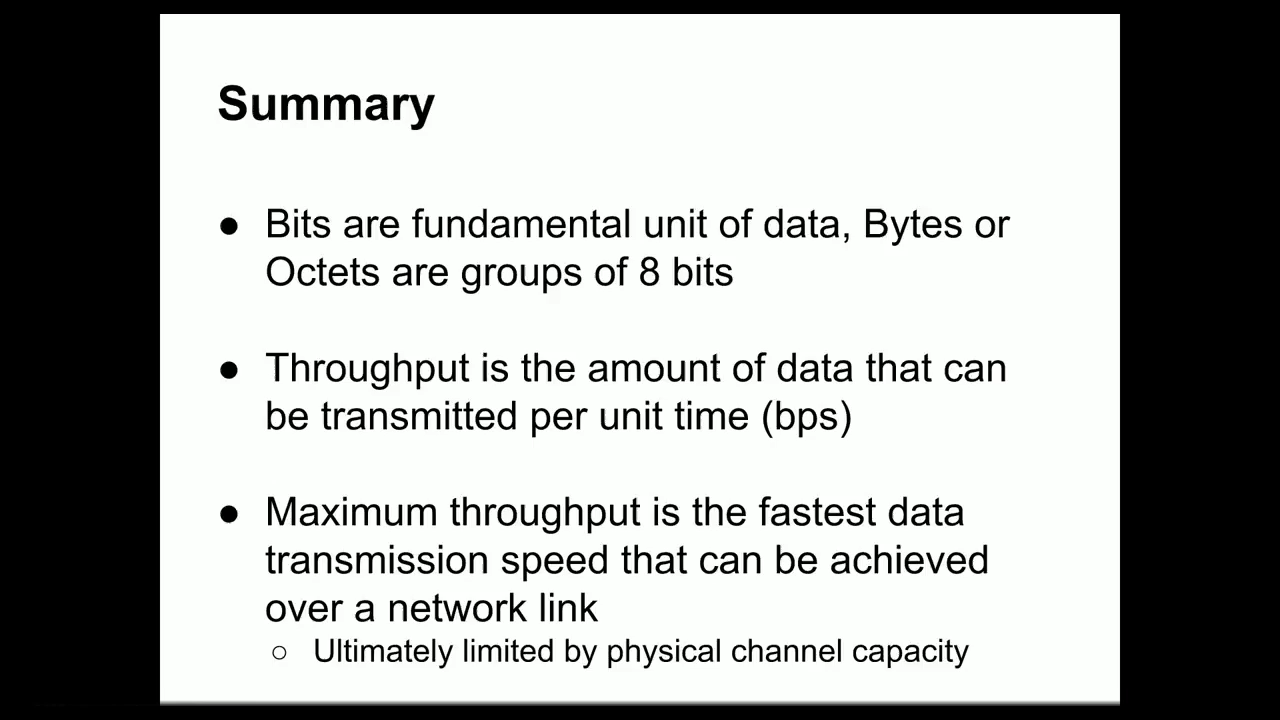 Summary
● Bits are fundamental unit of data, Bytes or
Octets are groups of 8 bits
● Throughput is the amount of data that can
be transmitted per unit time (bps)
● Maximum throughput is the fastest data
transmission speed that can be achieved
over a network link
○ Ultimately limited by physical channel capacity